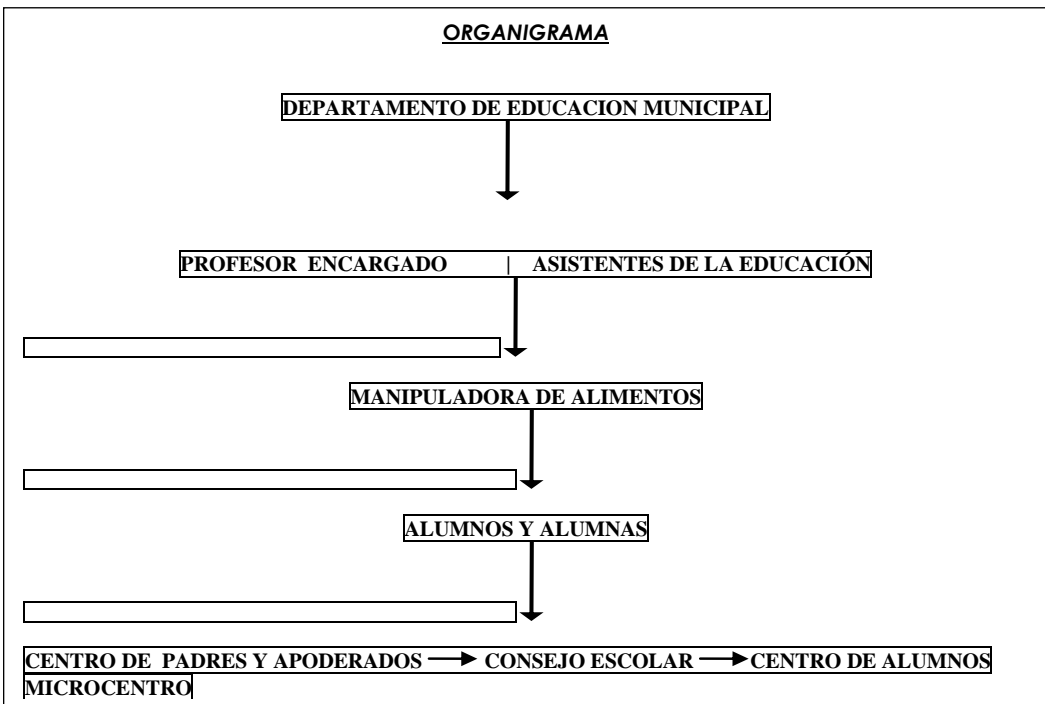 ORGANIGRAMA
DEPARTAMENTO DE EDUCACION MUNICIPAL
PROFESOR ENCARGADO | ASISTENTES DE LA EDUCACIÓN
MANIPULADORA DE ALIMENTOS
ALUMNOS Y ALUMNAS
CENTRO DE PADRES Y APODERADOS CONSEJO ESCOLAR CENTRO DE ALUMNOS
MICROCENTRO